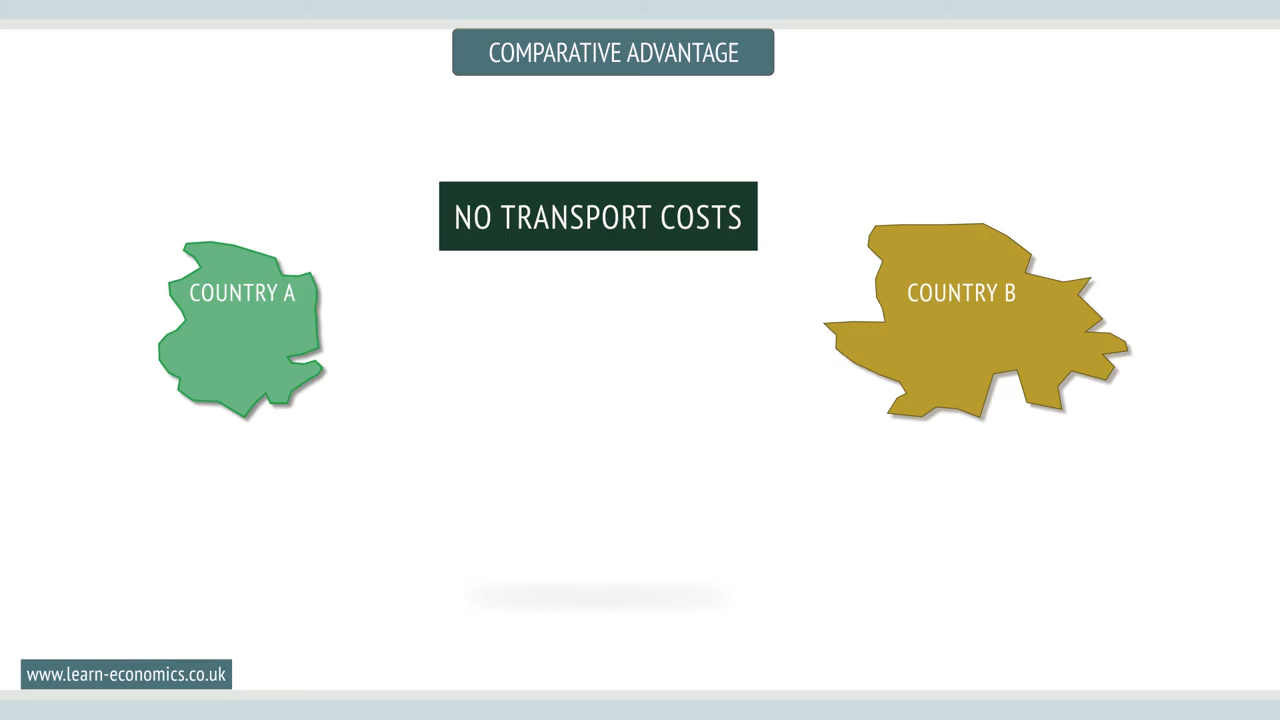 COMPARATIVE ADVANTAGE
NO TRANSPORT COSTS
COUNTRY A
COUNTRY B
www.learn-economics.co.uk